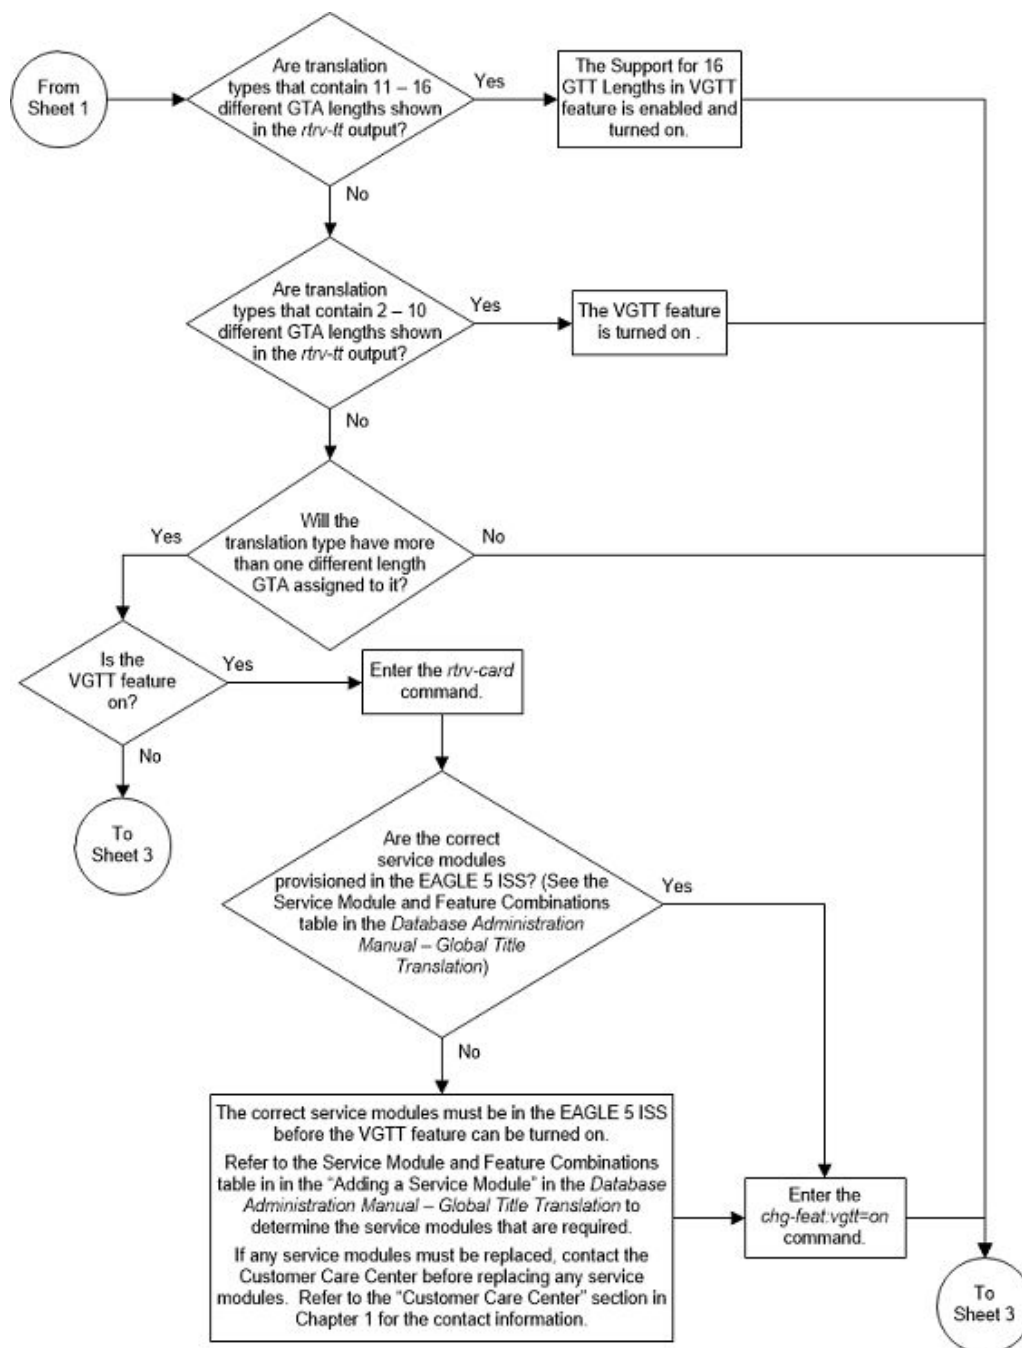 From
Sheet 1
Are translation
types that contain 11 – 16
different GTA lengths shown
in the rtrv-tt output?
Yes
The Support for 16
GTT Lengths in VGTT
feature is enabled and
turned on.
No
Are translation
types that contain 2 – 10
different GTA lengths shown
in the rtrv-tt output?
Yes
The VGTT feature
is turned on .
No
Will the
translation type have more
than one different length
GTA assigned to it?
Yes
No
Is the
VGTT feature
on?
Yes
Enter the rtrv-card
command.
No
To
Sheet 3
Are the correct
service modules
provisioned in the EAGLE 5 ISS? (See the
Service Module and Feature Combinations
table in the Database Administration
Manual – Global Title
Translation)
Yes
No
The correct service modules must be in the EAGLE 5 ISS
before the VGTT feature can be turned on.
Refer to the Service Module and Feature Combinations
table in in the “Adding a Service Module” in the Database
Administration Manual – Global Title Translation to
determine the service modules that are required.
If any service modules must be replaced, contact the
Customer Care Center before replacing any service
modules. Refer to the “Customer Care Center” section in
Chapter 1 for the contact information.
Enter the
chg-feat:vgtt=on
command.
To
Sheet 3